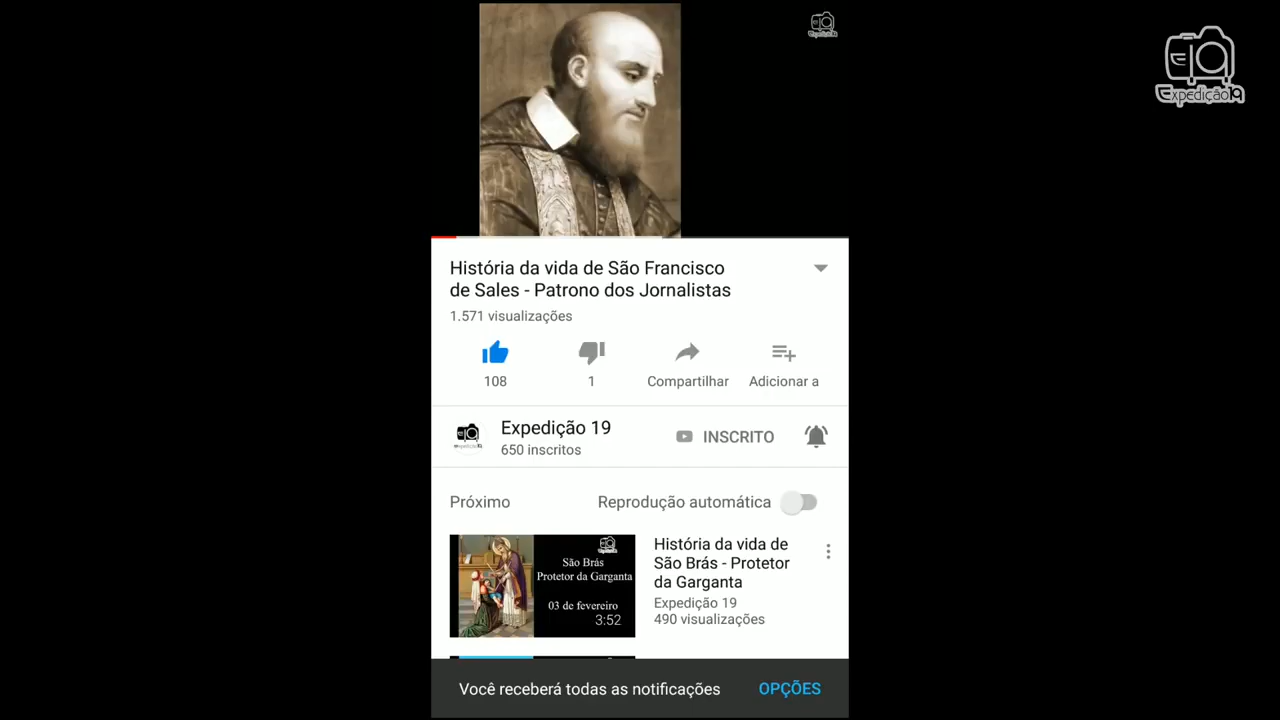 Expedição19
História da vida de São Francisco
de Sales - Patrono dos Jornalistas
1.571 visualizações
108
1
Compartilhar
Adicionar a
Expedição 19
650 inscritos
INSCRITO
Próximo
Reprodução automática
São Brás
Protetor da Garganta
03 de fevereiro
3:52
História da vida de
São Brás - Protetor
da Garganta
Expedição 19
490 visualizações
Você receberá todas as notificações
OPÇÕES